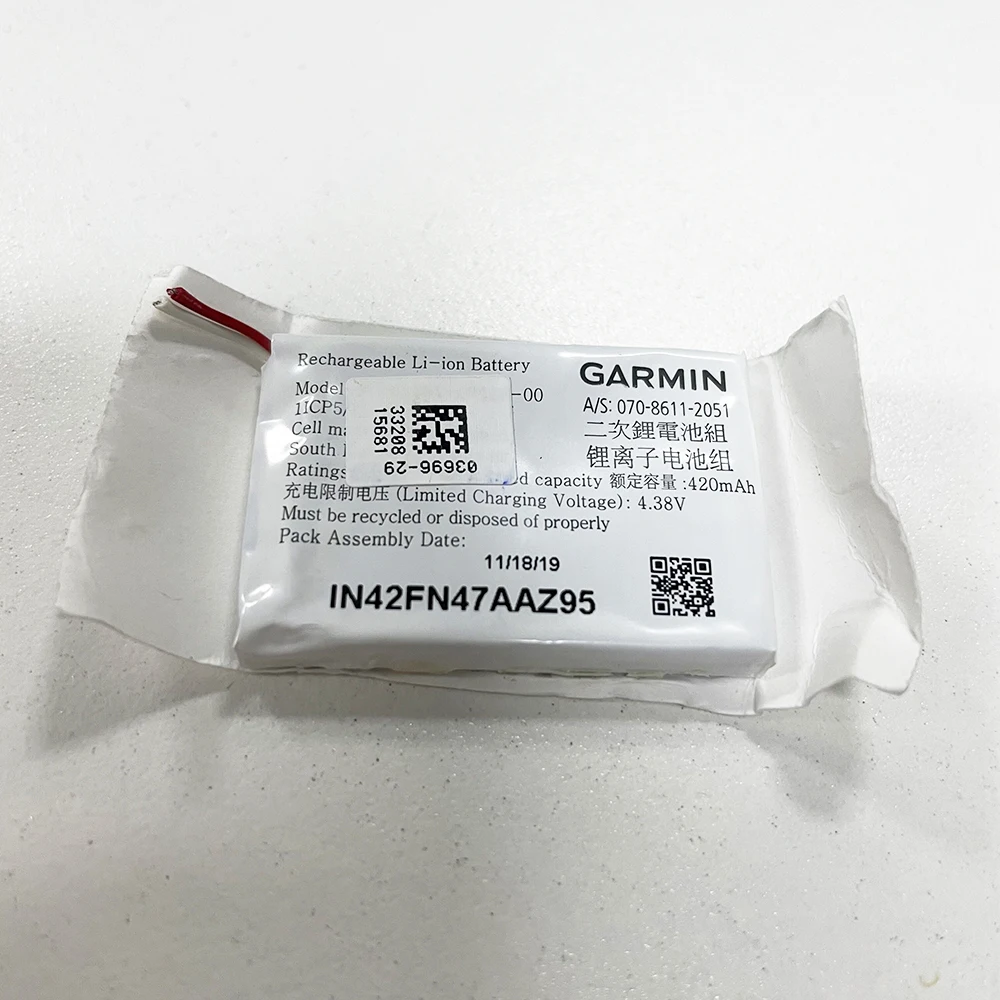 Rechargeable Li-ion Battery
Model -00
1ICP5/
Cell
South
Ratings capacity 额定容量 :420mAh
充电限制电压 (Limited Charging Voltage): 4.38V
Must be recycled or disposed of properly
Pack Assembly Date:
11/18/19
IN42FN47AAZ95
GARMIN
A/S: 070-8611-2051
二次鋰電池組
锂离子电池组
03696-29
33208
15681